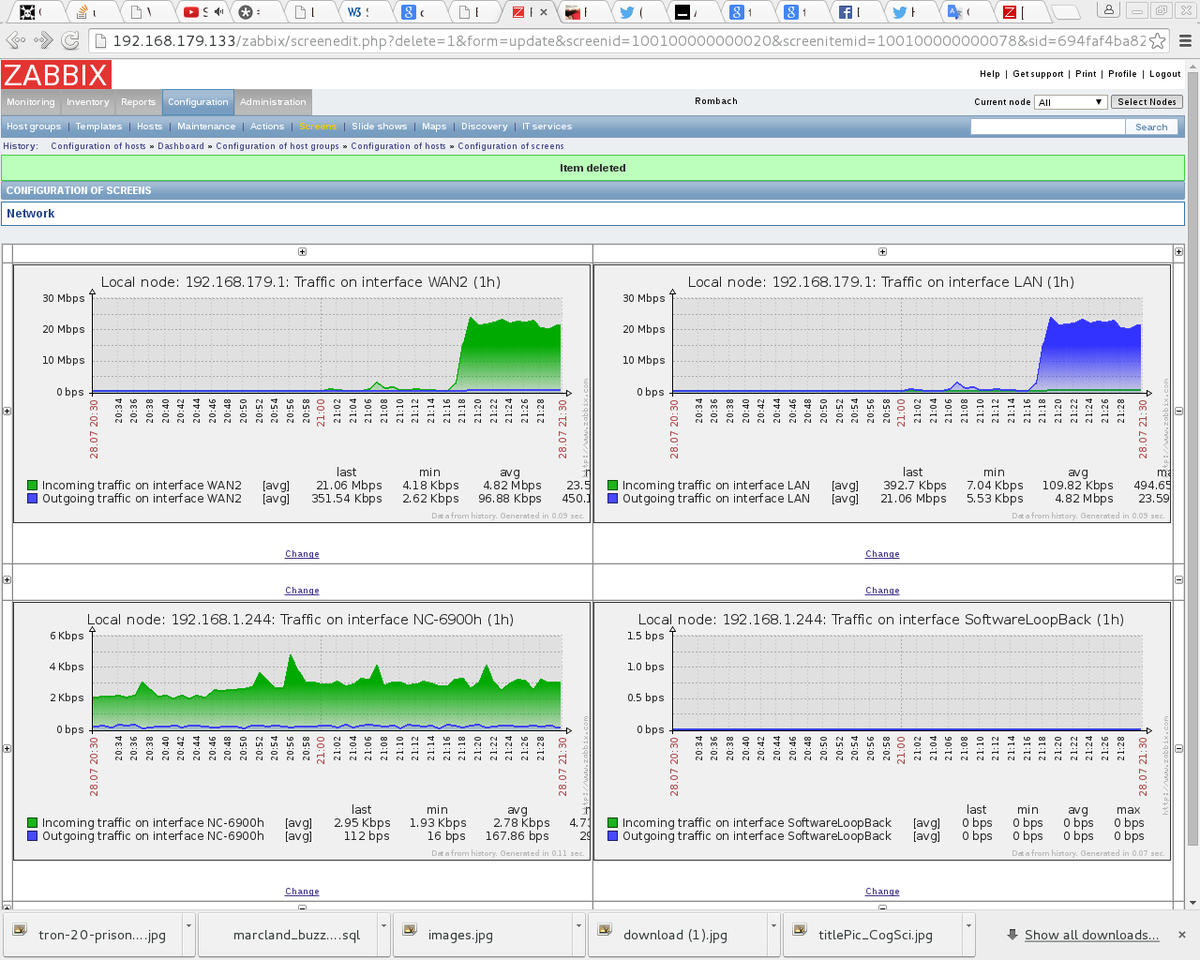 192.168.179.133/zabbix/screenedit.php?delete=1&form=update&screenid=100100000000020&screenitemid=100100000000078&sid=694faf4ba82
ZABBIX
Help | Get support | Print | Profile | Logout
Monitoring Inventory Reports Configuration Administration Rombach Current node All Select Nodes
Host groups | Templates | Hosts | Maintenance | Actions | Screens | Slide shows | Maps | Discovery | IT services Search
History: Configuration of hosts » Dashboard » Configuration of host groups » Configuration of hosts » Configuration of screens
Item deleted
CONFIGURATION OF SCREENS
Network
Local node: 192.168.179.1: Traffic on interface WAN2 (1h)
30 Mbps
20 Mbps
10 Mbps
0 bps
28.07 20:30 20:34 20:36 20:38 20:40 20:42 20:44 20:46 20:48 20:50 20:52 20:54 20:56 20:58 21:00 21:02 21:04 21:06 21:08 21:10 21:12 21:14 21:16 21:18 21:20 21:22 21:24 21:26 21:28 28.07 21:30
last min avg
Incoming traffic on interface WAN2 [avg] 21.06 Mbps 4.18 Kbps 4.82 Mbps 23.5
Outgoing traffic on interface WAN2 [avg] 351.54 Kbps 2.62 Kbps 96.88 Kbps 450.1
Data from history. Generated in 0.09 sec.
Change
Local node: 192.168.179.1: Traffic on interface LAN (1h)
30 Mbps
20 Mbps
10 Mbps
0 bps
28.07 20:30 20:34 20:36 20:38 20:40 20:42 20:44 20:46 20:48 20:50 20:52 20:54 20:56 20:58 21:00 21:02 21:04 21:06 21:08 21:10 21:12 21:14 21:16 21:18 21:20 21:22 21:24 21:26 21:28 28.07 21:30
last min avg ma
Incoming traffic on interface LAN [avg] 392.7 Kbps 7.04 Kbps 109.82 Kbps 494.65
Outgoing traffic on interface LAN [avg] 21.06 Mbps 5.53 Kbps 4.82 Mbps 23.59
Data from history. Generated in 0.09 sec.
Change
Change Change
Local node: 192.168.1.244: Traffic on interface NC-6900h (1h)
6 Kbps
4 Kbps
2 Kbps
0 bps
28.07 20:30 20:34 20:36 20:38 20:40 20:42 20:44 20:46 20:48 20:50 20:52 20:54 20:56 20:58 21:00 21:02 21:04 21:06 21:08 21:10 21:12 21:14 21:16 21:18 21:20 21:22 21:24 21:26 21:28 28.07 21:30
last min avg
Incoming traffic on interface NC-6900h [avg] 2.95 Kbps 1.93 Kbps 2.78 Kbps 4.7
Outgoing traffic on interface NC-6900h [avg] 112 bps 16 bps 167.86 bps 29
Data from history. Generated in 0.11 sec.
Change
Local node: 192.168.1.244: Traffic on interface SoftwareLoopBack (1h)
1.5 bps
1.0 bps
0.5 bps
0 bps
28.07 20:30 20:34 20:36 20:38 20:40 20:42 20:44 20:46 20:48 20:50 20:52 20:54 20:56 20:58 21:00 21:02 21:04 21:06 21:08 21:10 21:12 21:14 21:16 21:18 21:20 21:22 21:24 21:26 21:28 28.07 21:30
last min avg max
Incoming traffic on interface SoftwareLoopBack [avg] 0 bps 0 bps 0 bps 0 bps
Outgoing traffic on interface SoftwareLoopBack [avg] 0 bps 0 bps 0 bps 0 bps
Data from history. Generated in 0.07 sec.
http://www.zabbix.com
Change
tron-20-prison....jpg marcland_buzz....sql images.jpg download (1).jpg titlePic_CogSci.jpg Show all downloads...